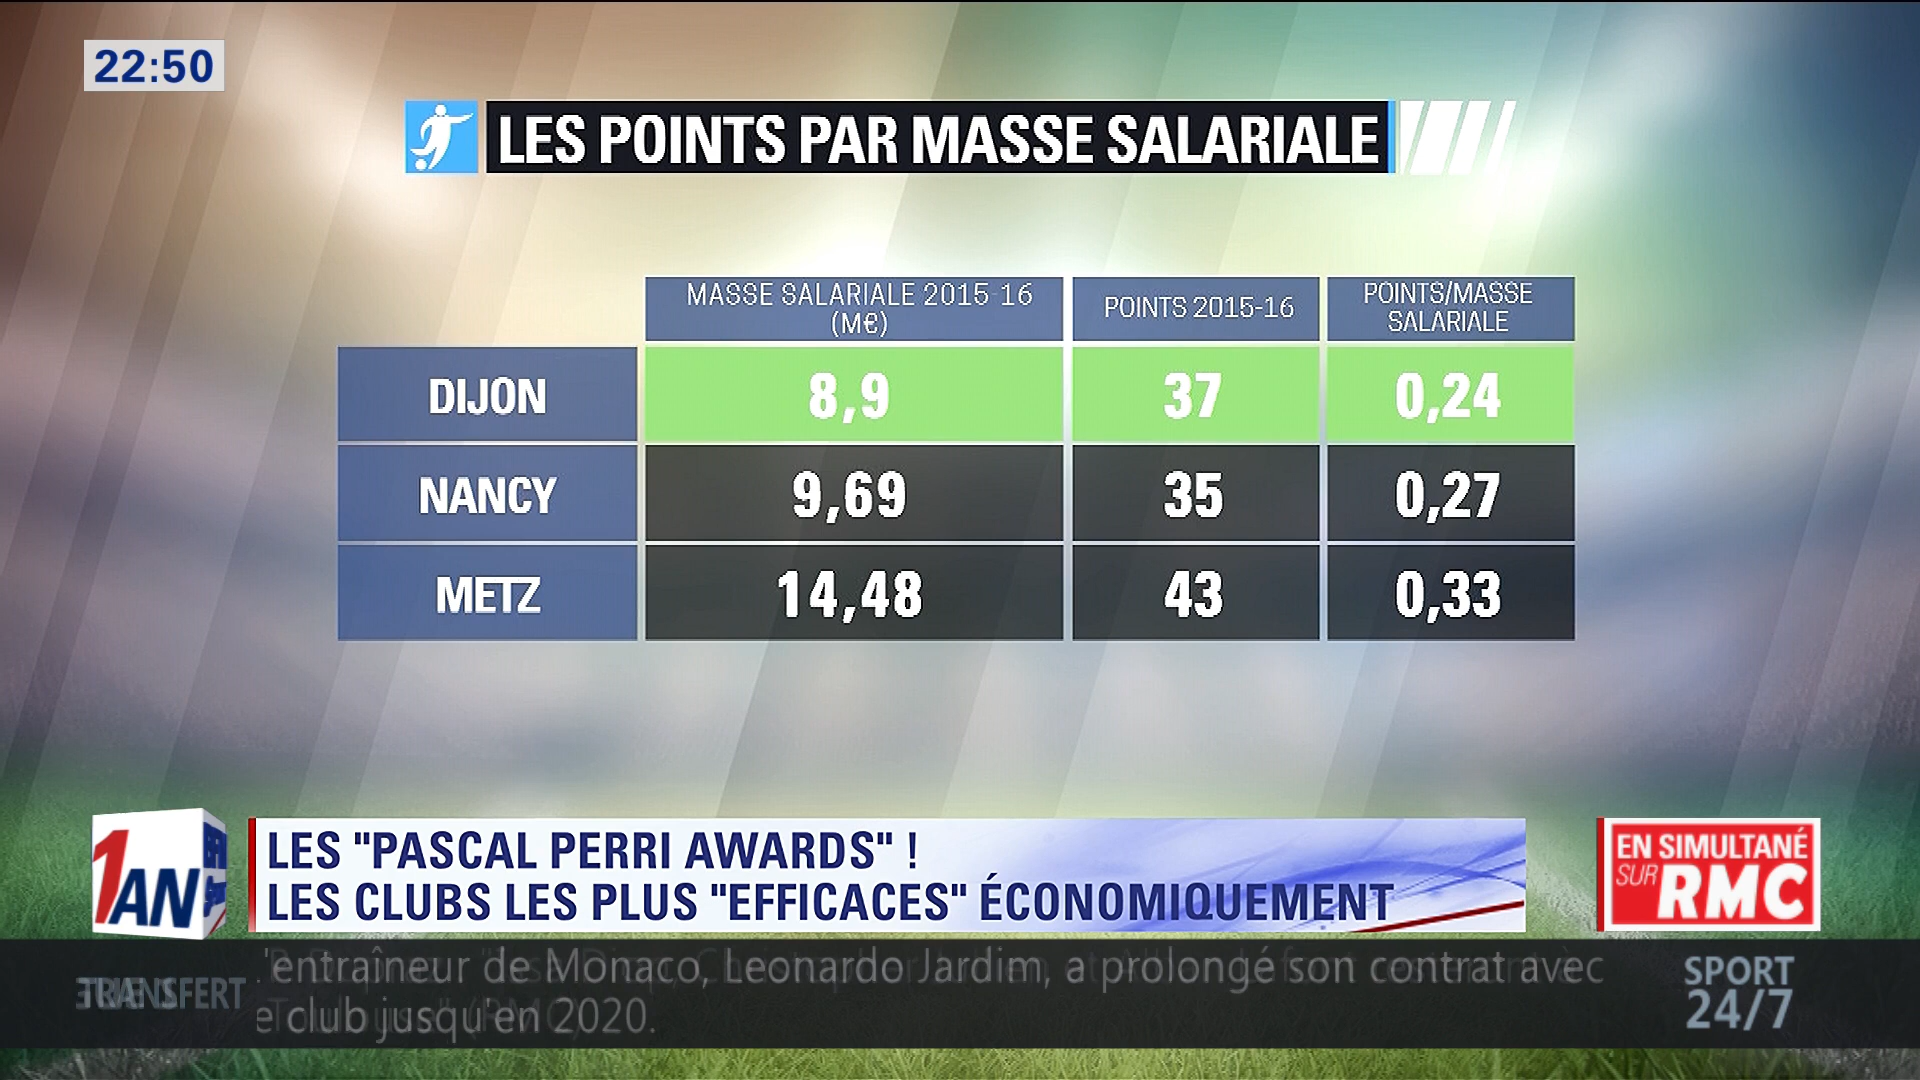 22:50
LES POINTS PAR MASSE SALARIALE
MASSE SALARIALE 2015-16
(M€)
POINTS 2015-16
POINTS/MASSE
SALARIALE
DIJON 8,9 37 0,24
NANCY 9,69 35 0,27
METZ 14,48 43 0,33
1AN
LES "PASCAL PERRI AWARDS" !
LES CLUBS LES PLUS "EFFICACES" ÉCONOMIQUEMENT
EN SIMULTANÉ
SUR RMC
TRANSFERT
'entraîneur de Monaco, Leonardo Jardim, a prolongé son contrat avec
e club jusqu'en 2020.
SPORT
24/7